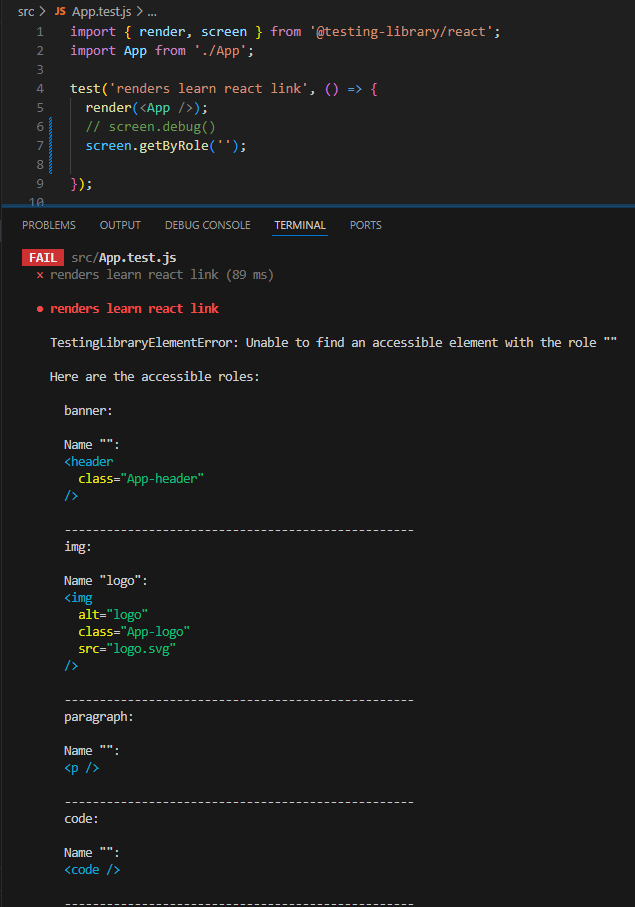 src > JS App.test.js > ...
1 import { render, screen } from '@testing-library/react';
2 import App from './App';
3
4 test('renders learn react link', () => {
5 render(<App />);
6 // screen.debug()
7 screen.getByRole('');
8
9 });
10
PROBLEMS OUTPUT DEBUG CONSOLE TERMINAL PORTS
FAIL src/App.test.js
× renders learn react link (89 ms)
● renders learn react link
TestingLibraryElementError: Unable to find an accessible element with the role ""
Here are the accessible roles:
banner:
Name "":
<header
class="App-header"
/>
--------------------------------------------------
img:
Name "logo":
<img
alt="logo"
class="App-logo"
src="logo.svg"
/>
--------------------------------------------------
paragraph:
Name "":
<p />
--------------------------------------------------
code:
Name "":
<code />
--------------------------------------------------